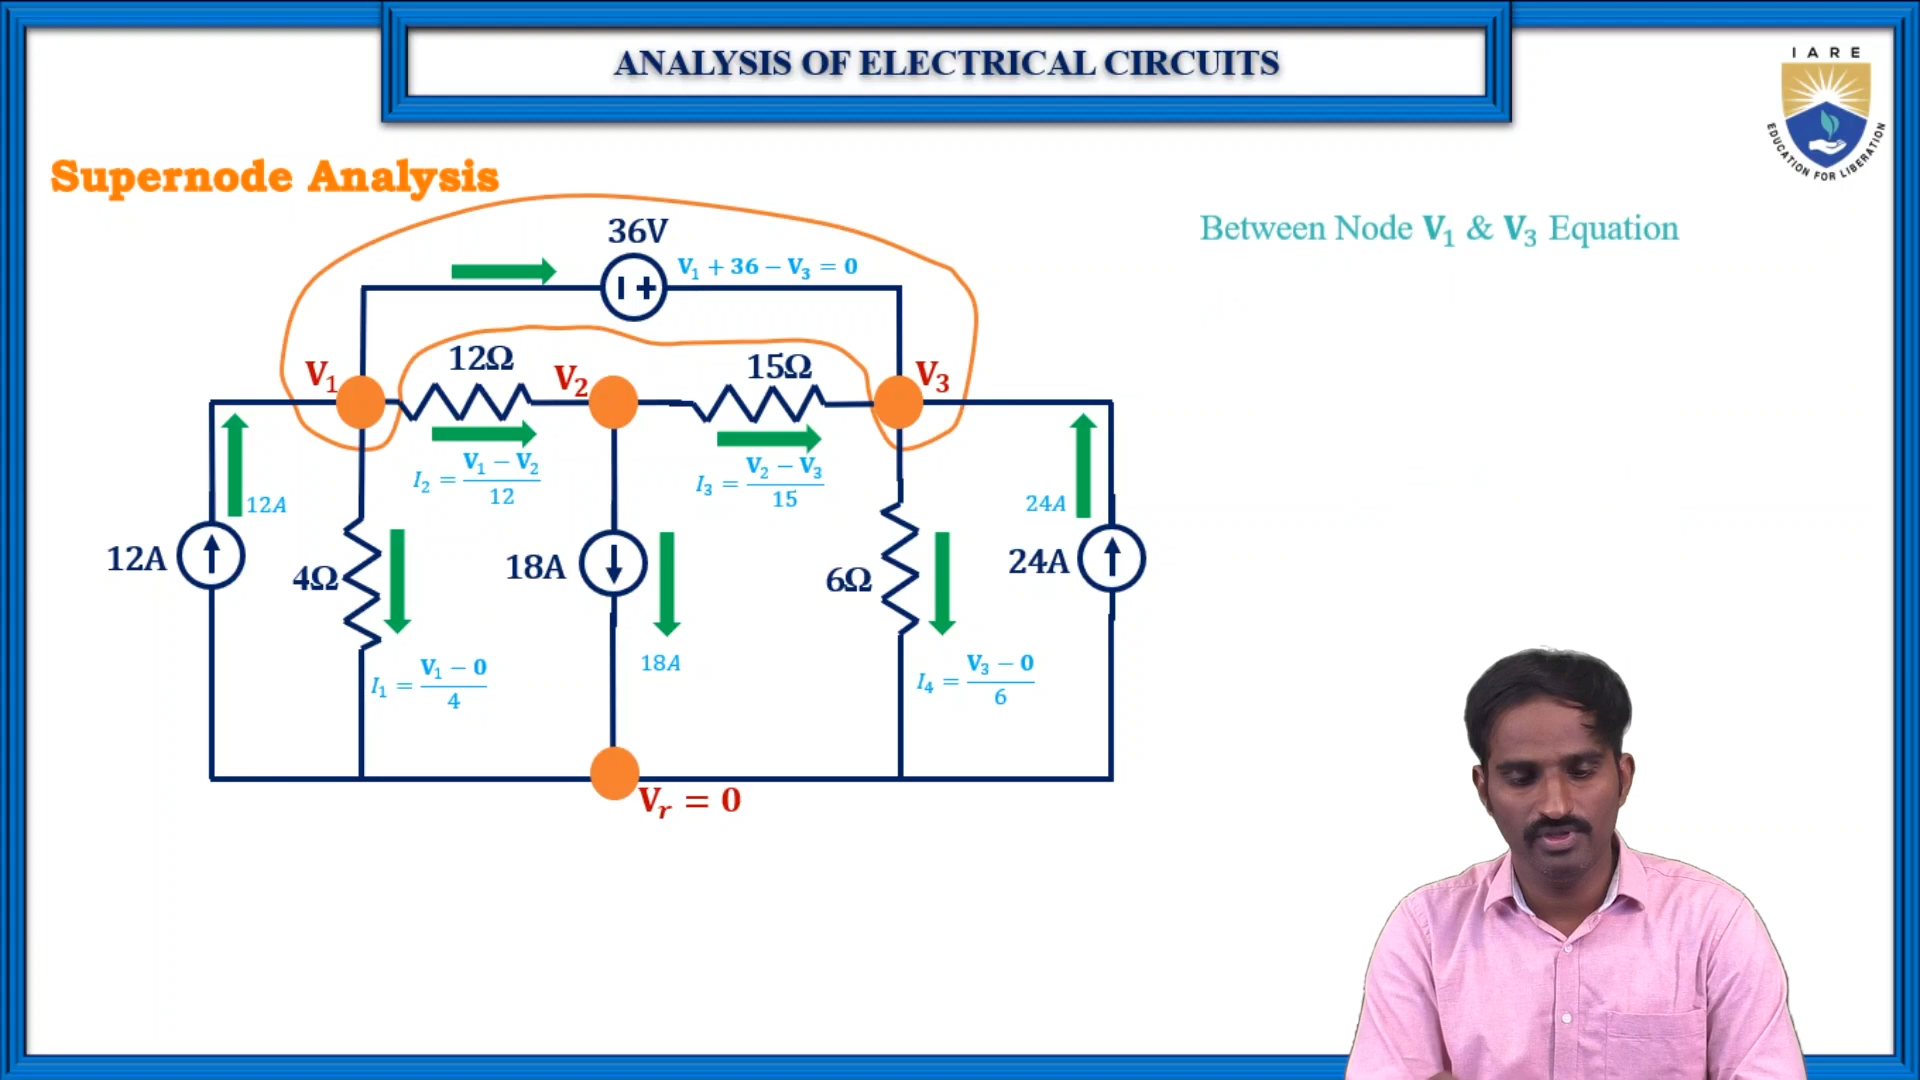 ANALYSIS OF ELECTRICAL CIRCUITS
IARE
EDUCATION FOR LIBERATION
Supernode Analysis
Between Node V₁ & V₃ Equation
36V
V₁ + 36 − V₃ = 0
12Ω
15Ω
V₁
V₂
V₃
I₂ = (V₁ − V₂)/12
I₃ = (V₂ − V₃)/15
12A
24A
12A
4Ω
18A
6Ω
24A
I₁ = (V₁ − 0)/4
18A
I₄ = (V₃ − 0)/6
Vᵣ = 0